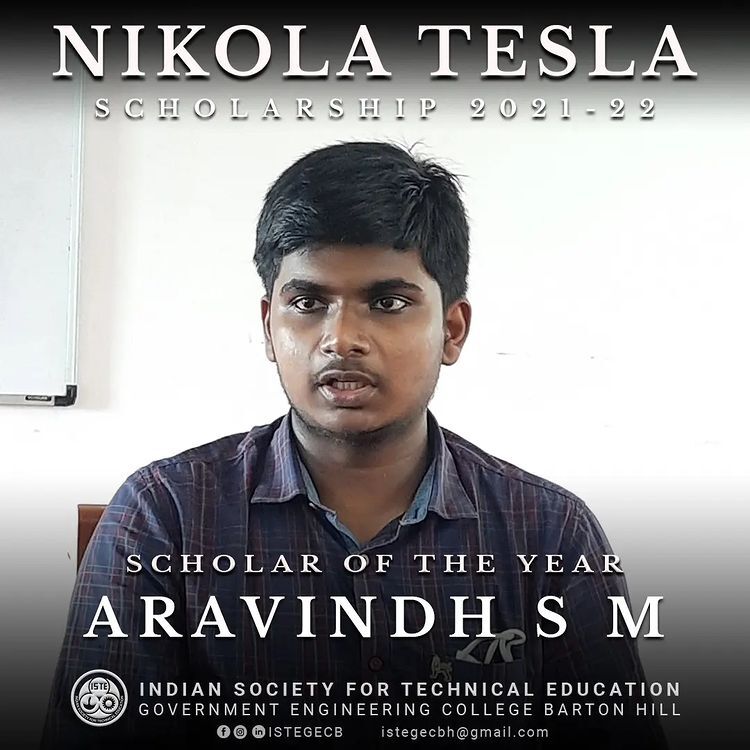 NIKOLA TESLA
SCHOLARSHIP 2021-22
SCHOLAR OF THE YEAR
ARAVINDH S M
ISTE
INDIAN SOCIETY FOR TECHNICAL EDUCATION
GOVERNMENT ENGINEERING COLLEGE BARTON HILL
ISTEGECB istegecbh@gmail.com